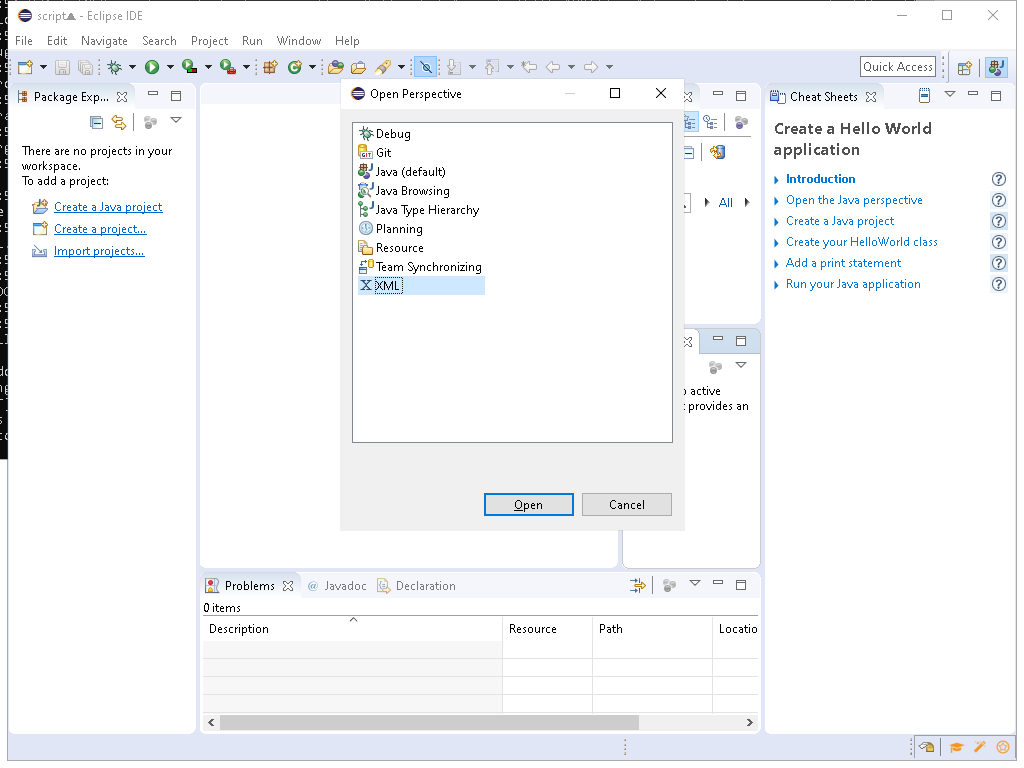 script▲ - Eclipse IDE
File Edit Navigate Search Project Run Window Help
Quick Access
Package Exp...
There are no projects in your
workspace.
To add a project:
Create a Java project
Create a project...
Import projects...
Open Perspective
Debug
GIT Git
Java (default)
Java Browsing
Java Type Hierarchy
Planning
Resource
Team Synchronizing
X XML
Open Cancel
All
active
provides an
Cheat Sheets
Create a Hello World
application
Introduction
Open the Java perspective
Create a Java project
Create your HelloWorld class
Add a print statement
Run your Java application
Problems @ Javadoc Declaration
0 items
Description Resource Path Locatio